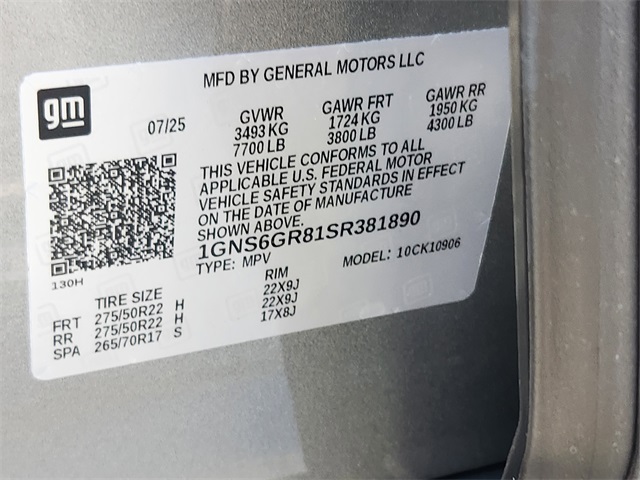 MFD BY GENERAL MOTORS LLC
gm
07/25
GVWR GAWR FRT GAWR RR
3493 KG 1724 KG 1950 KG
7700 LB 3800 LB 4300 LB
THIS VEHICLE CONFORMS TO ALL
APPLICABLE U.S. FEDERAL MOTOR
VEHICLE SAFETY STANDARDS IN EFFECT
ON THE DATE OF MANUFACTURE
SHOWN ABOVE.
1GNS6GR81SR381890
TYPE: MPV MODEL: 10CK10906
130H
TIRE SIZE RIM
FRT 275/50R22 H 22X9J
RR 275/50R22 H 22X9J
SPA 265/70R17 S 17X8J